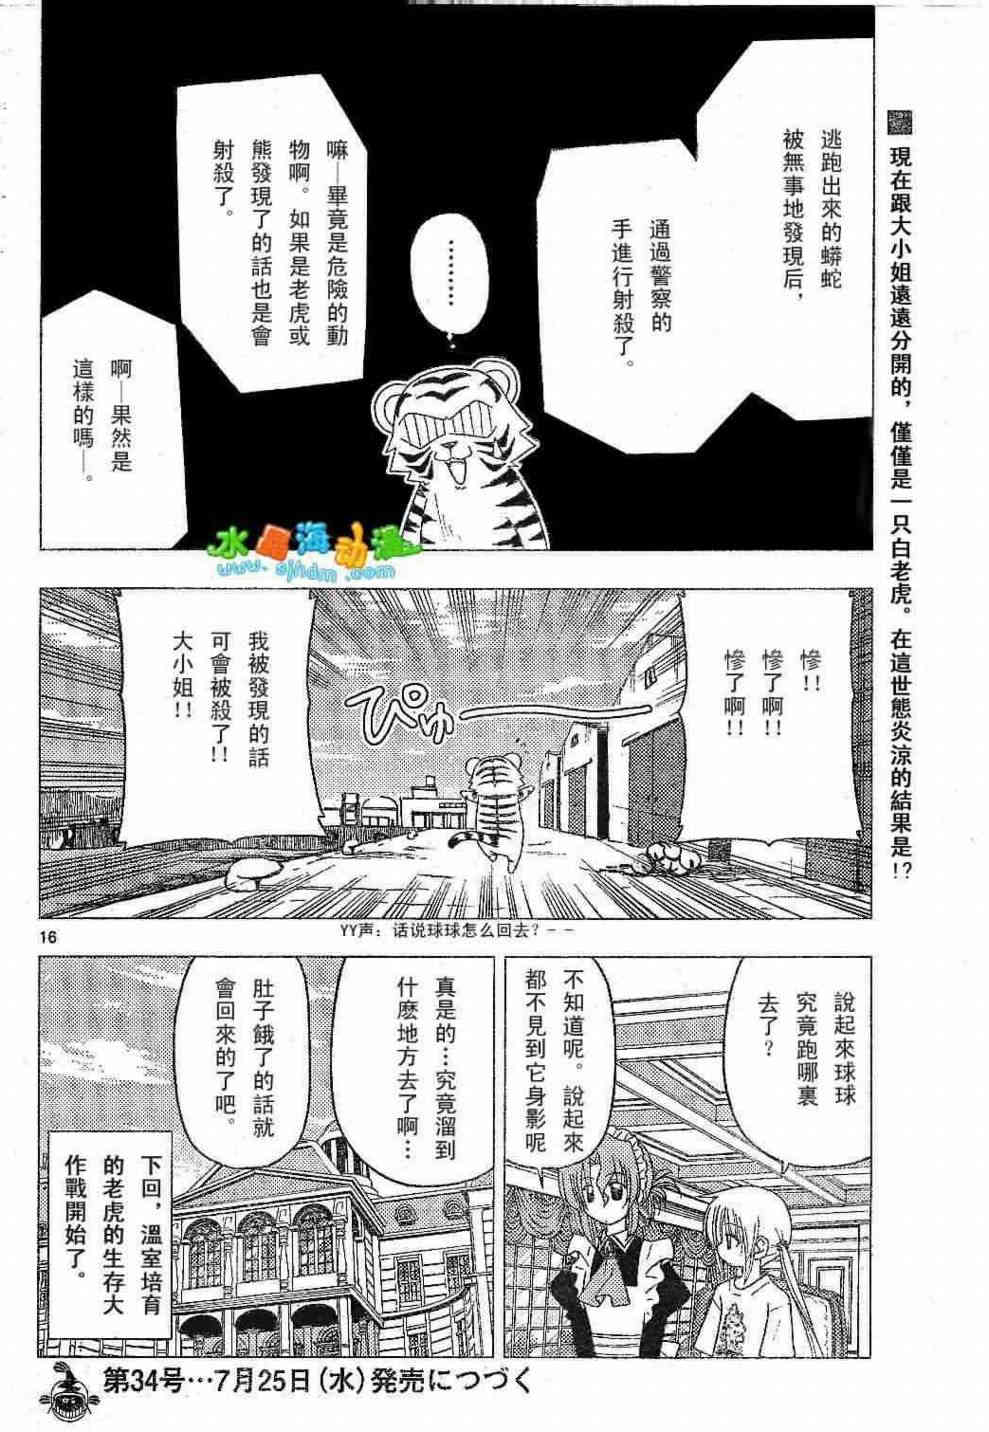 逃跑出來的蟒蛇
被無事地發現后，
通過警察的
手進行射殺了。
………
嘛—畢竟是危險的動
物啊。如果是老虎或
熊發現了的話也是會
射殺了。
啊—果然是
這樣的嗎—。
水晶海动漫
www.sjhdm.com
現在跟大小姐遠遠分開的，僅僅是一只白老虎。在這世態炎涼的結果是!?
慘!!
慘了啊!!
慘了啊!!
ぴゅー
我被發現的話
可會被殺了!!
大小姐!!
16
YY声：话说球球怎么回去？－－
說起來球球
究竟跑哪裏
去了？
不知道呢。說起來
都不見到它身影呢
真是的…究竟溜到
什麽地方去了啊…
肚子餓了的話就
會回來的了吧。
下回，溫室培育
的老虎的生存大
作戰開始了。
第34号…7月25日(水)発売につづく